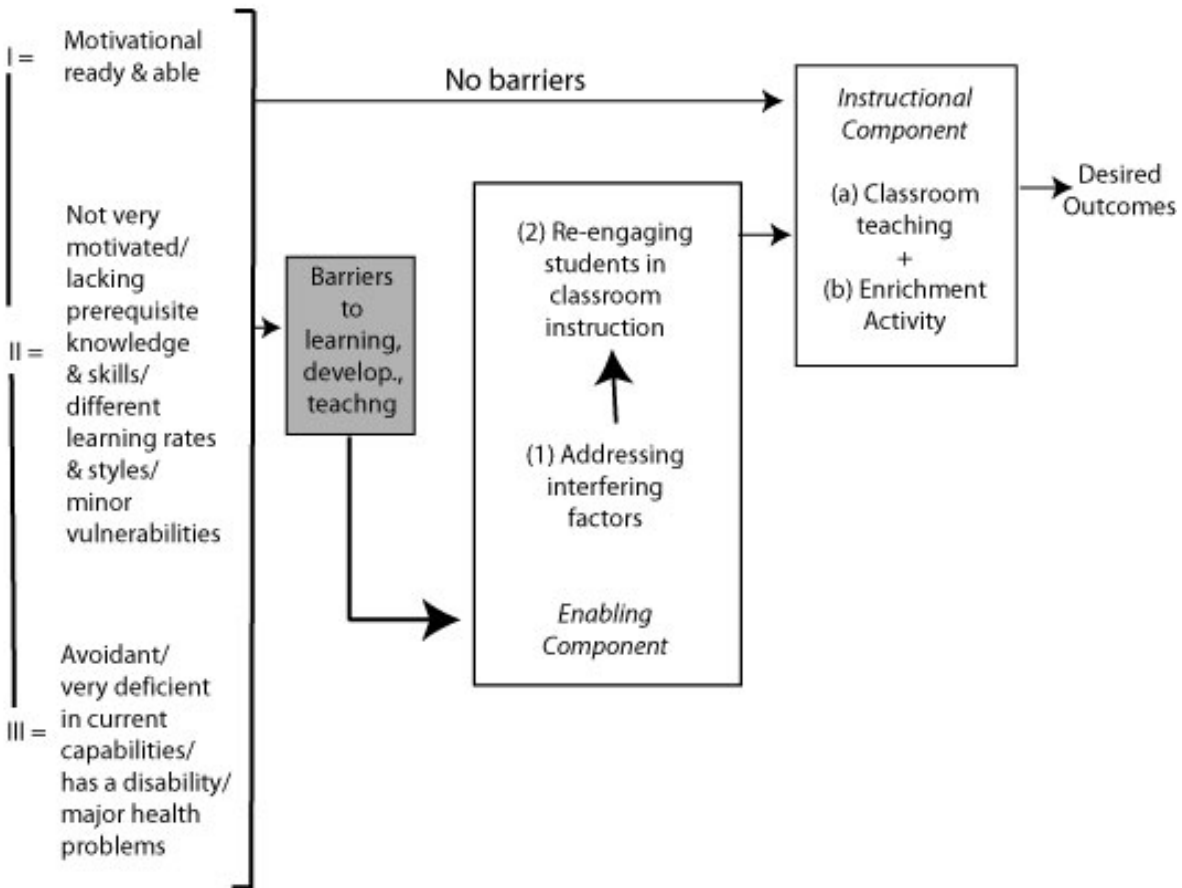 I =
Motivational
ready & able
II =
Not very
motivated/
lacking
prerequisite
knowledge
& skills/
different
learning rates
& styles/
minor
vulnerabilities
III =
Avoidant/
very deficient
in current
capabilities/
has a disability/
major health
problems
No barriers
Barriers
to
learning,
develop.,
teachng
(2) Re-engaging
students in
classroom
instruction
(1) Addressing
interfering
factors
Enabling
Component
Instructional
Component
(a) Classroom
teaching
+
(b) Enrichment
Activity
Desired
Outcomes